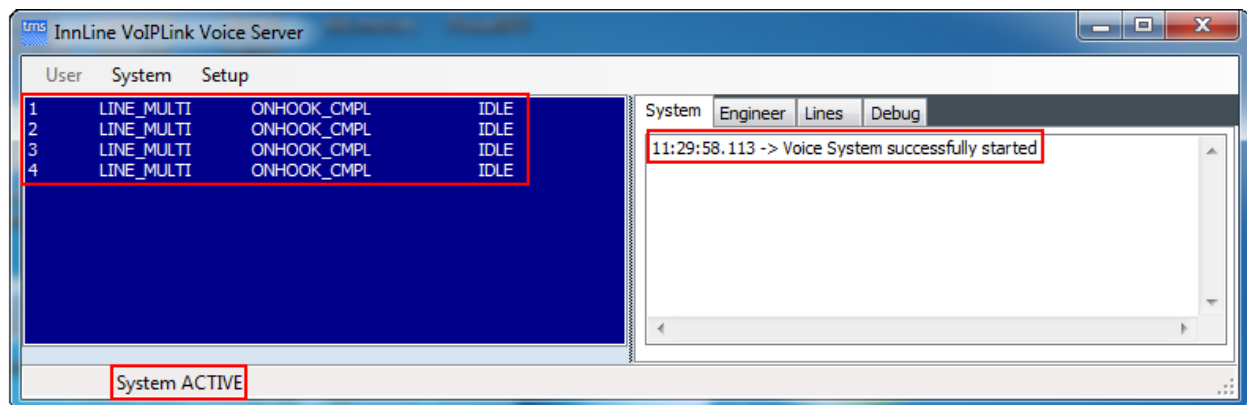 tms InnLine VoIPLink Voice Server
User System Setup
1 LINE_MULTI ONHOOK_CMPL IDLE
2 LINE_MULTI ONHOOK_CMPL IDLE
3 LINE_MULTI ONHOOK_CMPL IDLE
4 LINE_MULTI ONHOOK_CMPL IDLE
System Engineer Lines Debug
11:29:58.113 -> Voice System successfully started
System ACTIVE